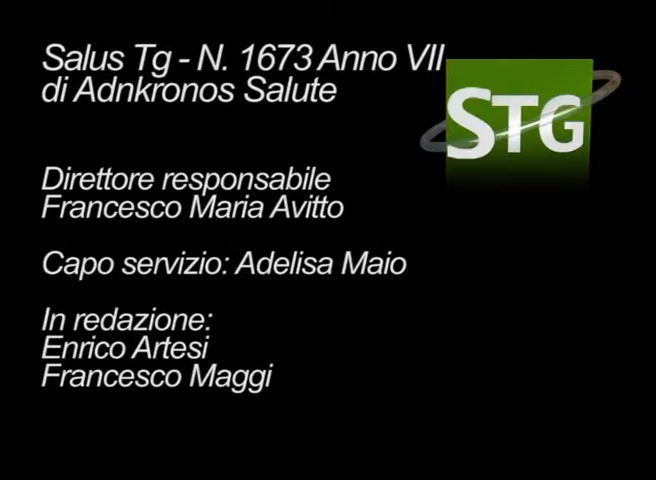 Salus Tg - N. 1673 Anno VII
di Adnkronos Salute
STG
Direttore responsabile
Francesco Maria Avitto
Capo servizio: Adelisa Maio
In redazione:
Enrico Artesi
Francesco Maggi